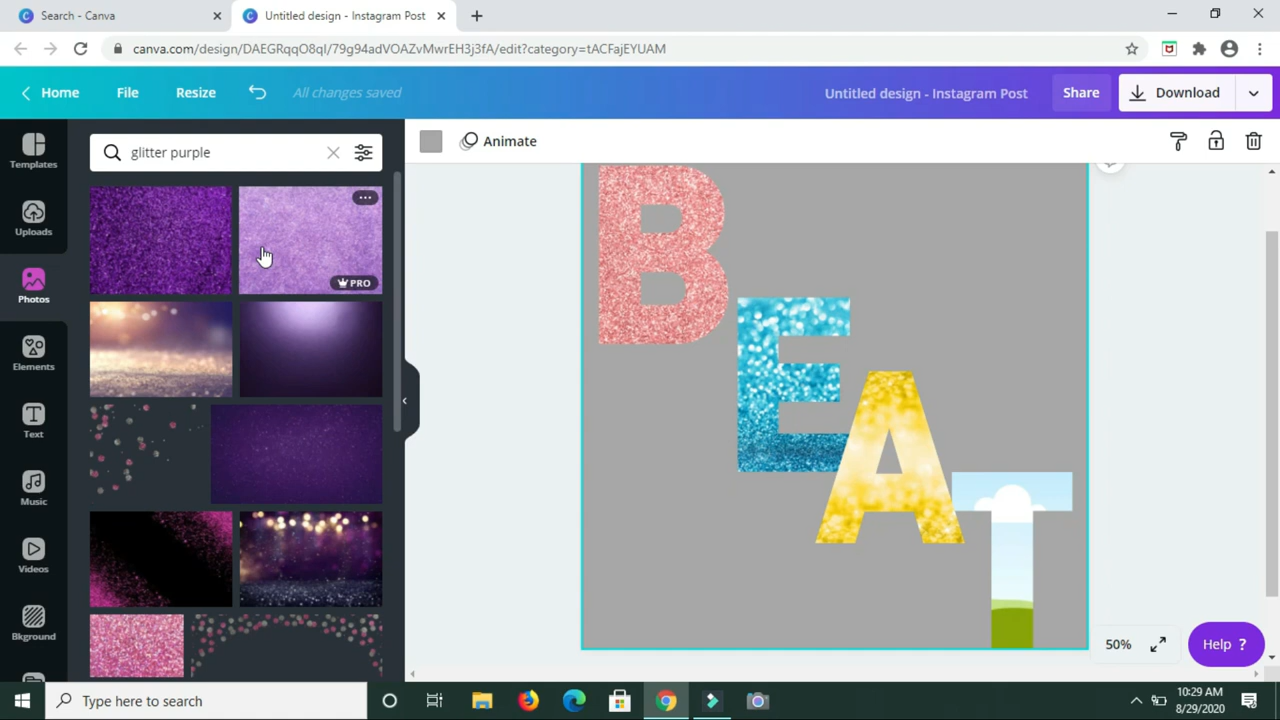 Search - Canva
Untitled design - Instagram Post
canva.com/design/DAEGRqqO8qI/79g94adVOAZvMwrEH3j3fA/edit?category=tACFajEYUAM
Home
File
Resize
All changes saved
Untitled design - Instagram Post
Share
Download
Templates
Uploads
Photos
Elements
Text
Music
Videos
Bkground
glitter purple
PRO
Animate
B
E
A
T
50%
Help ?
Type here to search
10:29 AM
8/29/2020